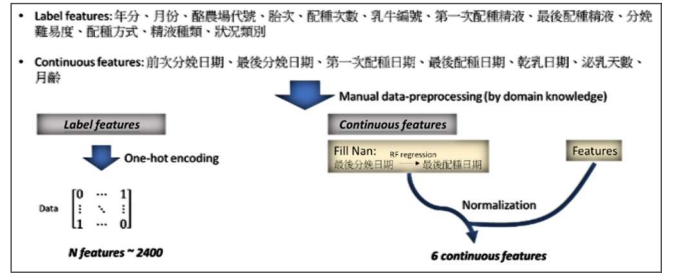 • Label features: 年分、月份、酪農場代號、胎次、配種次數、乳牛編號、第一次配種精液、最後配種精液、分娩
難易度、配種方式、精液種類、狀況類別
• Continuous features: 前次分娩日期、最後分娩日期、第一次配種日期、最後配種日期、乾乳日期、泌乳天數、
月齡
Manual data-preprocessing (by domain knowledge)
Label features
Continuous features
One-hot encoding
Fill Nan:
RF regression
最後分娩日期 → 最後配種日期
Features
Data
[0 ⋯ 1]
[⋮ ⋱ ⋮]
[1 ⋯ 0]
Normalization
N features ~ 2400
6 continuous features